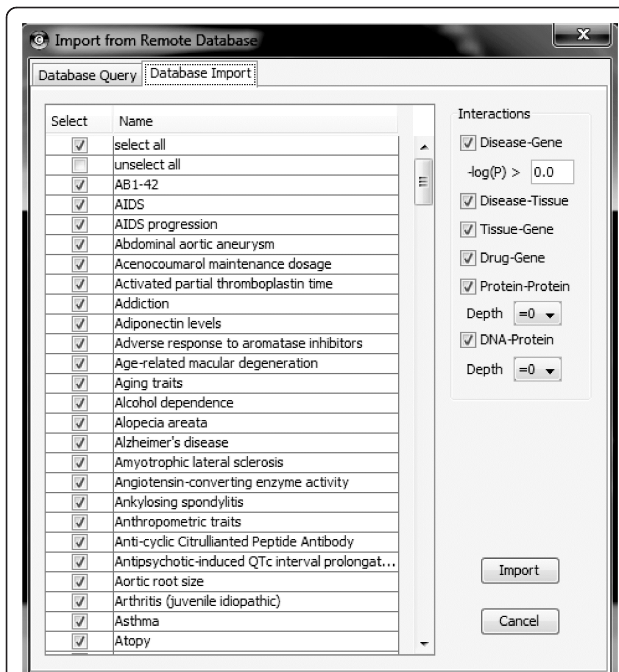 Import from Remote Database
Database Query
Database Import
Select
Name
select all
unselect all
AB1-42
AIDS
AIDS progression
Abdominal aortic aneurysm
Acenocoumarol maintenance dosage
Activated partial thromboplastin time
Addiction
Adiponectin levels
Adverse response to aromatase inhibitors
Age-related macular degeneration
Aging traits
Alcohol dependence
Alopecia areata
Alzheimer's disease
Amyotrophic lateral sclerosis
Angiotensin-converting enzyme activity
Ankylosing spondylitis
Anthropometric traits
Anti-cyclic Citrullianted Peptide Antibody
Antipsychotic-induced QTc interval prolongat...
Aortic root size
Arthritis (juvenile idiopathic)
Asthma
Atopy
Interactions
Disease-Gene
-log(P) > 0.0
Disease-Tissue
Tissue-Gene
Drug-Gene
Protein-Protein
Depth =0
DNA-Protein
Depth =0
Import
Cancel